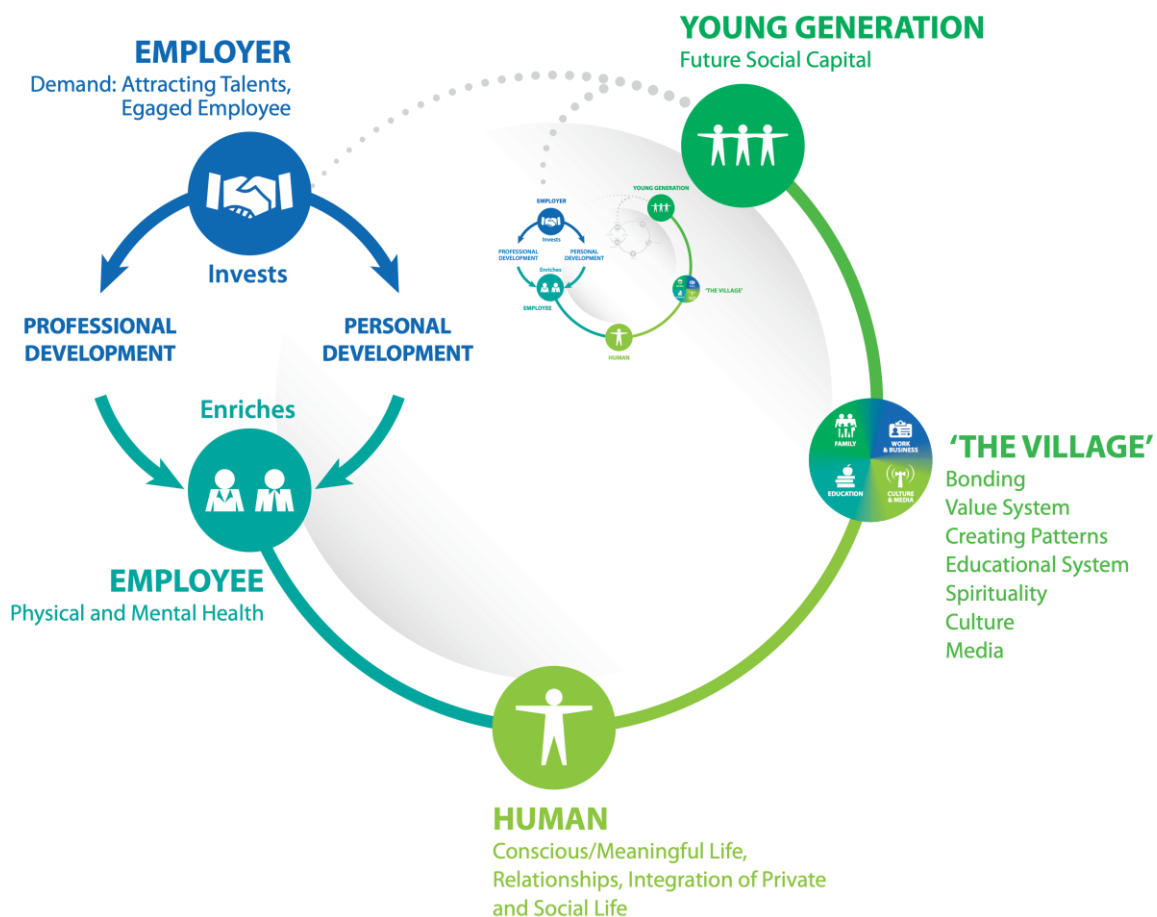 EMPLOYER
Demand: Attracting Talents,
Egaged Employee
Invests
PROFESSIONAL
DEVELOPMENT
PERSONAL
DEVELOPMENT
Enriches
EMPLOYEE
Physical and Mental Health
HUMAN
Conscious/Meaningful Life,
Relationships, Integration of Private
and Social Life
'THE VILLAGE'
Bonding
Value System
Creating Patterns
Educational System
Spirituality
Culture
Media
FAMILY
WORK
& BUSINESS
EDUCATION
CULTURE
& MEDIA
YOUNG GENERATION
Future Social Capital
YOUNG GENERATION
EMPLOYER
Invests
PROFESSIONAL
DEVELOPMENT
PERSONAL
DEVELOPMENT
Enriches
EMPLOYEE
HUMAN
'THE VILLAGE'